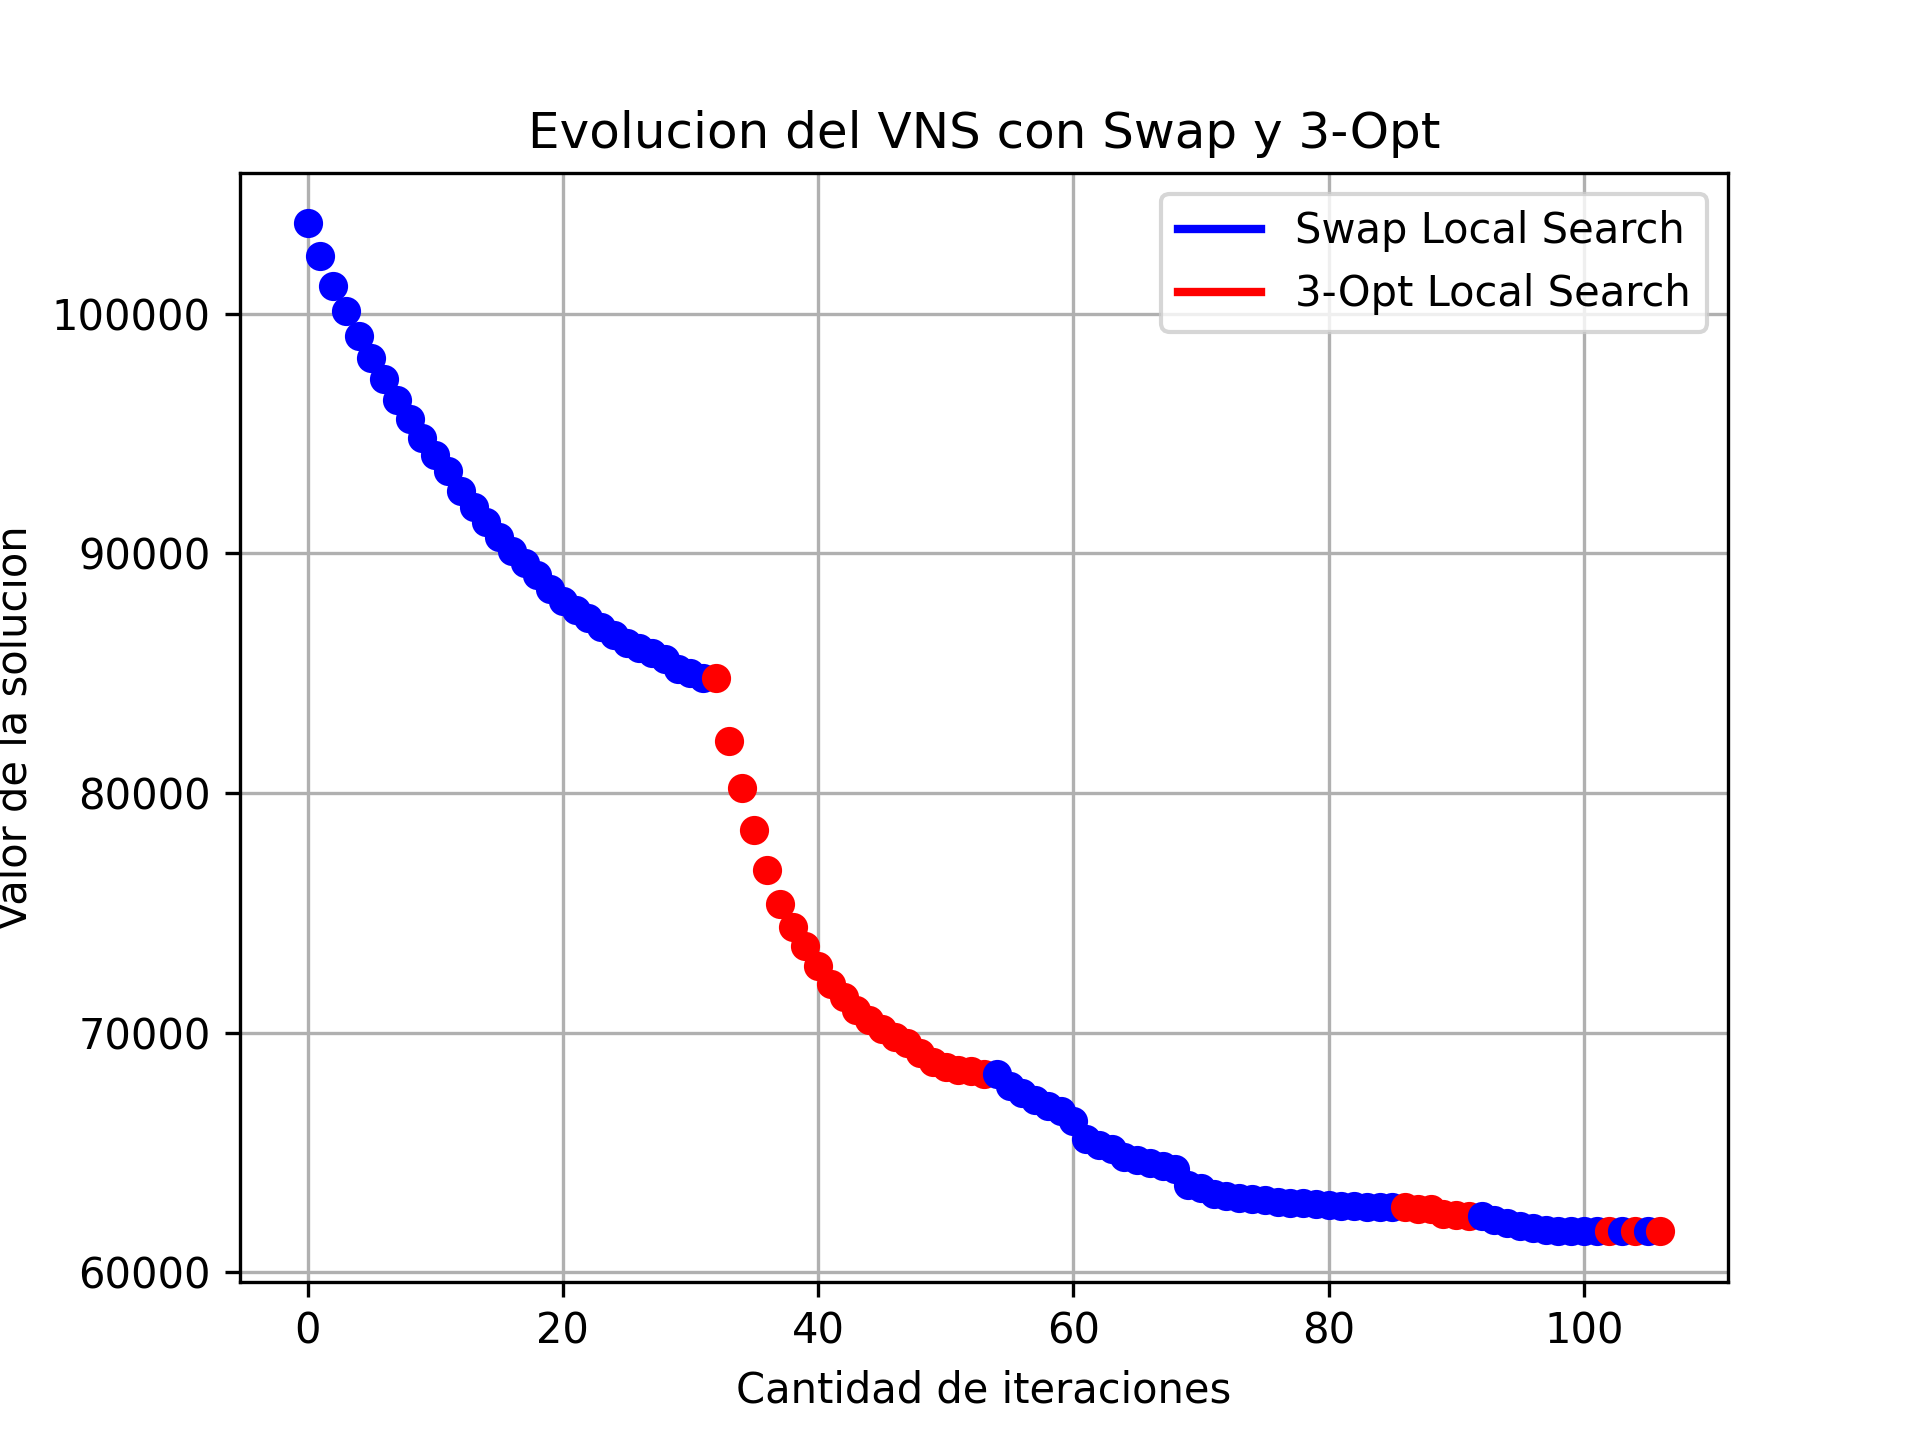 Evolucion del VNS con Swap y 3-Opt
Swap Local Search
3-Opt Local Search
Valor de la solucion
100000
90000
80000
70000
60000
0 20 40 60 80 100
Cantidad de iteraciones